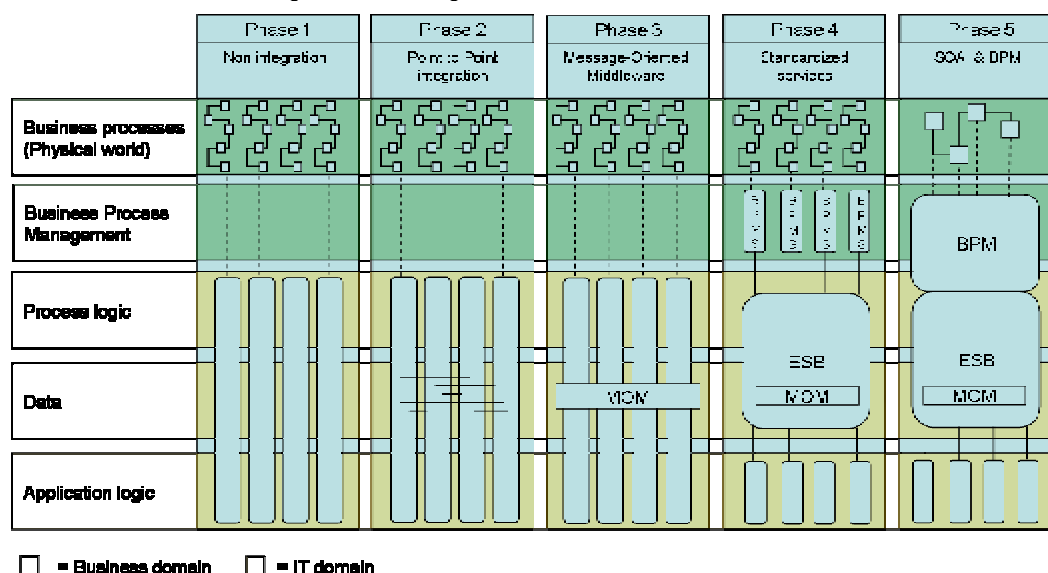 Phase 1
Phase 2
Phase 3
Phase 4
Phase 5
Non integration
Point to Point
integration
Message-Oriented
Middleware
Standardized
services
SOA & BPM
Business processes
(Physical world)
Business Process
Management
BPM
Process logic
ESB
ESB
Data
MOM
MOM
MOM
Application logic
= Business domain
= IT domain